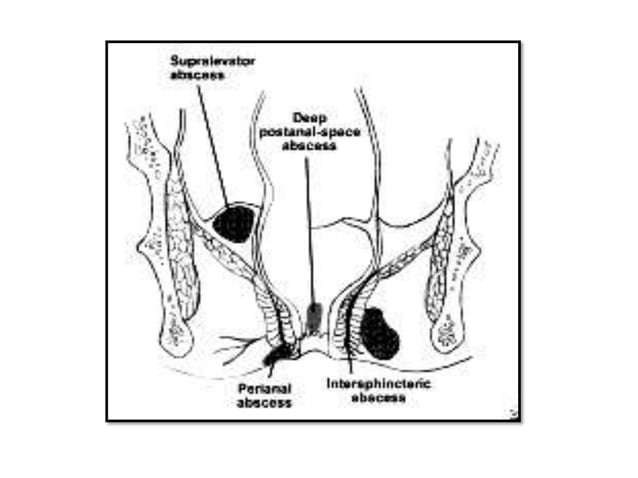 Supralevator
abscess
Deep
postanal-space
abscess
Perianal
abscess
Intersphincteric
abscess